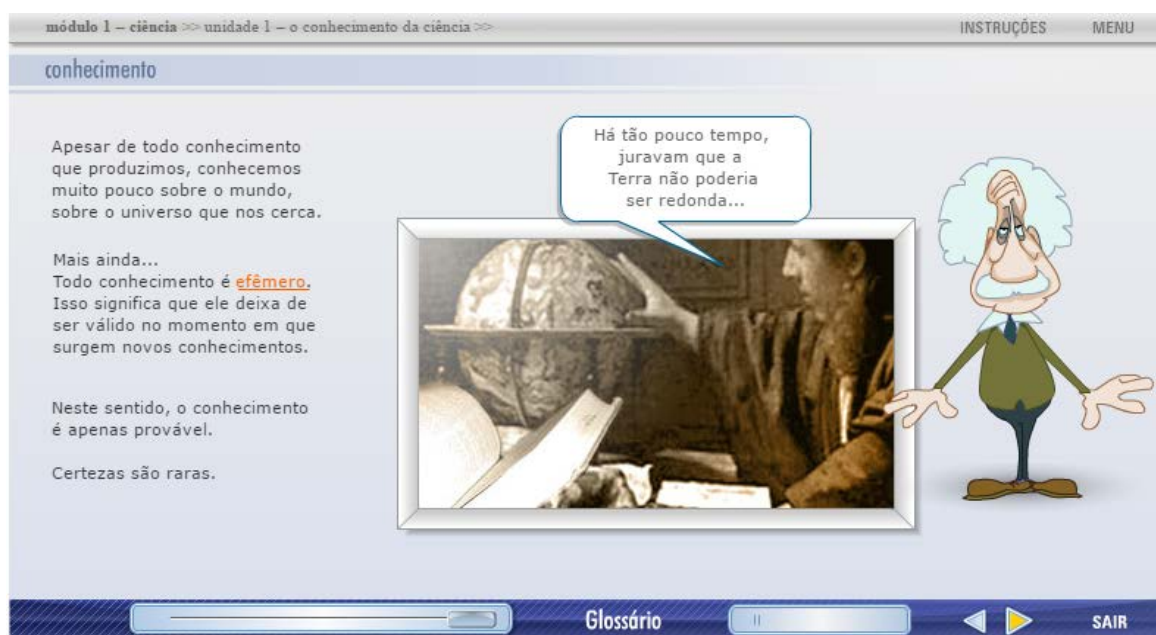 módulo 1 – ciência >> unidade 1 – o conhecimento da ciência >>
INSTRUÇÕES
MENU
conhecimento
Apesar de todo conhecimento
que produzimos, conhecemos
muito pouco sobre o mundo,
sobre o universo que nos cerca.
Mais ainda...
Todo conhecimento é efêmero.
Isso significa que ele deixa de
ser válido no momento em que
surgem novos conhecimentos.
Neste sentido, o conhecimento
é apenas provável.
Certezas são raras.
Há tão pouco tempo,
juravam que a
Terra não poderia
ser redonda...
Glossário
SAIR